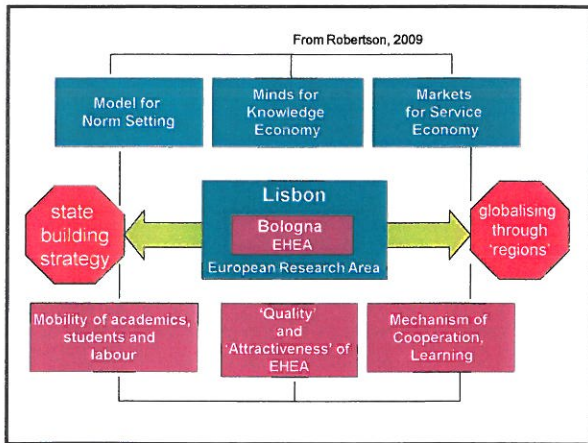 From Robertson, 2009
Model for
Norm Setting
Minds for
Knowledge
Economy
Markets
for Service
Economy
state
building
strategy
Lisbon
Bologna
EHEA
European Research Area
globalising
through
'regions'
Mobility of academics,
students and
labour
'Quality'
and
'Attractiveness' of
EHEA
Mechanism of
Cooperation,
Learning